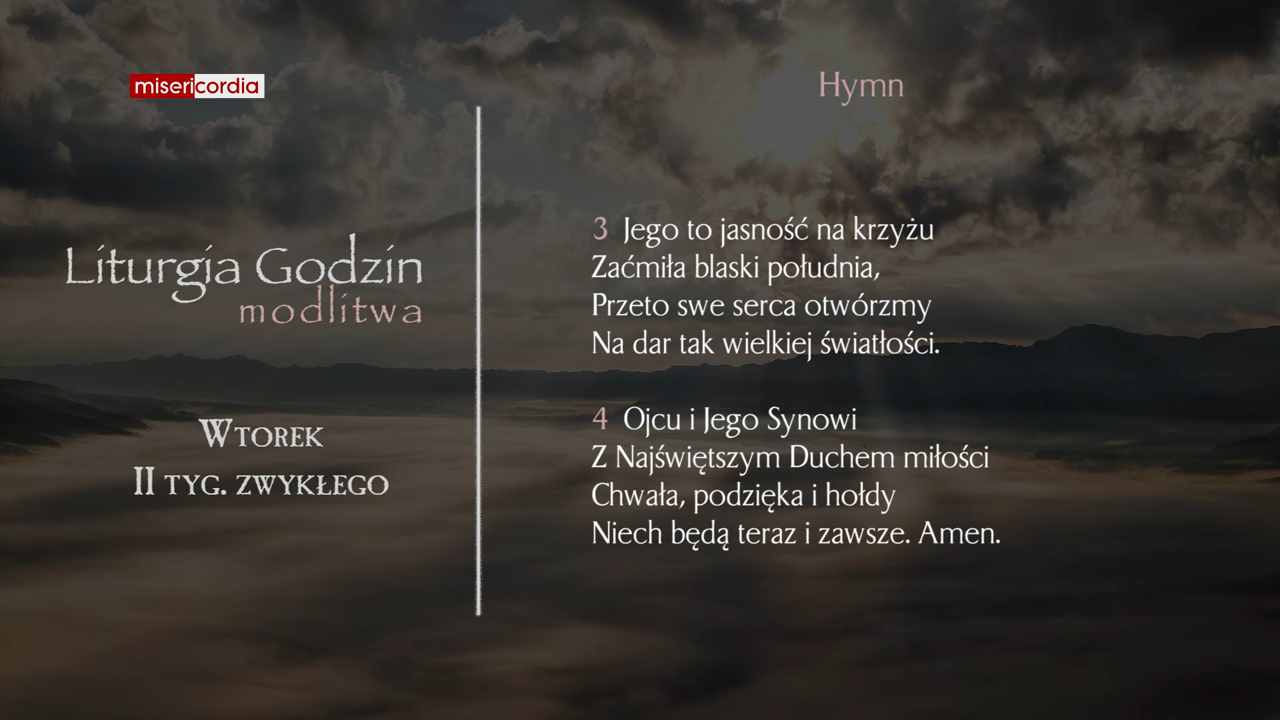 misericordia
Liturgia Godzin
modlitwa
Wtorek
II tyg. zwykłego
Hymn
3 Jego to jasność na krzyżu
Zaćmiła blaski południa,
Przeto swe serca otwórzmy
Na dar tak wielkiej światłości.
4 Ojcu i Jego Synowi
Z Najświętszym Duchem miłości
Chwała, podzięka i hołdy
Niech będą teraz i zawsze. Amen.